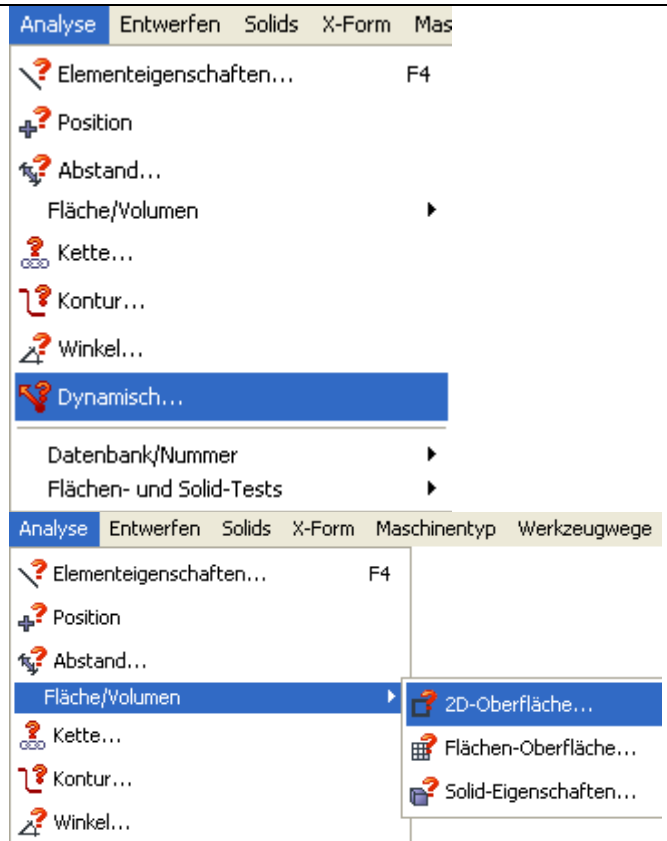 Analyse Entwerfen Solids X-Form Mas
Elementeigenschaften... F4
Position
Abstand...
Fläche/Volumen
Kette...
Kontur...
Winkel...
Dynamisch...
Datenbank/Nummer
Flächen- und Solid-Tests
Analyse Entwerfen Solids X-Form Maschinentyp Werkzeugwege
Elementeigenschaften... F4
Position
Abstand...
Fläche/Volumen
2D-Oberfläche...
Kette...
Flächen-Oberfläche...
Kontur...
Solid-Eigenschaften...
Winkel...